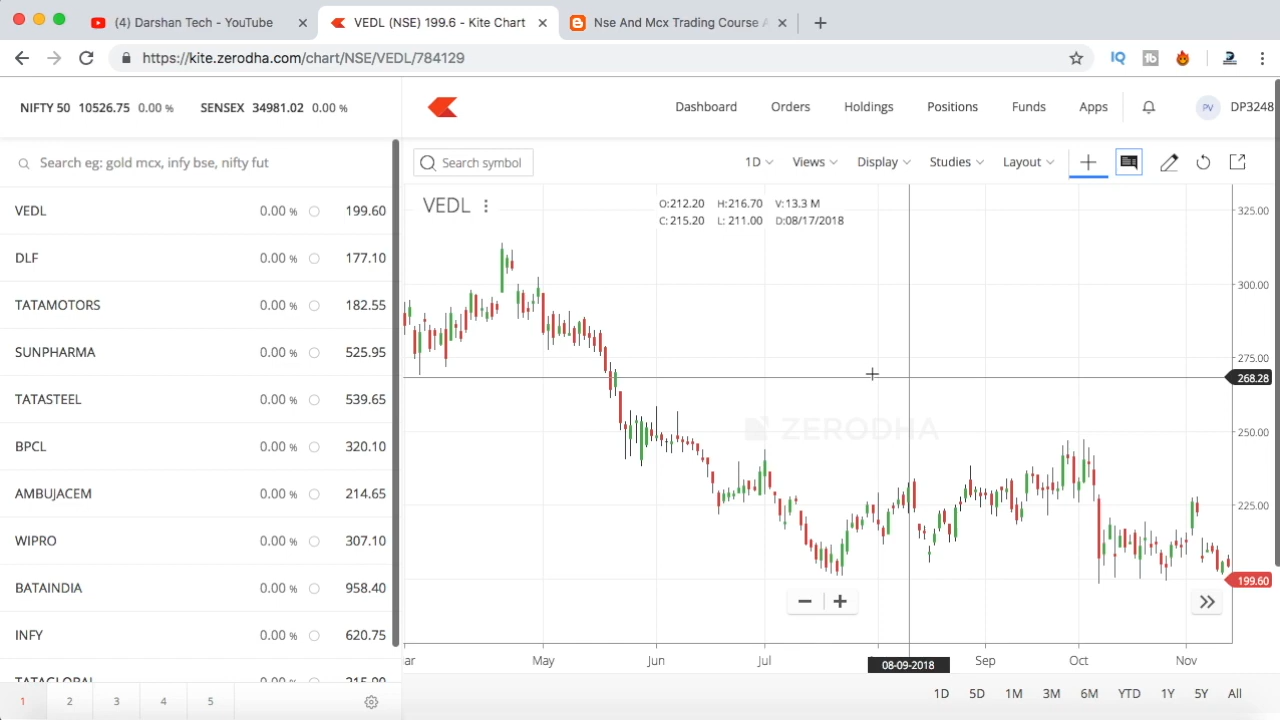 (4) Darshan Tech - YouTube
VEDL (NSE) 199.6 - Kite Chart
Nse And Mcx Trading Course A
https://kite.zerodha.com/chart/NSE/VEDL/784129
IQ
tb
NIFTY 50 10526.75 0.00 %
SENSEX 34981.02 0.00 %
Dashboard
Orders
Holdings
Positions
Funds
Apps
PV
DP3248
Search eg: gold mcx, infy bse, nifty fut
VEDL 0.00 % 199.60
DLF 0.00 % 177.10
TATAMOTORS 0.00 % 182.55
SUNPHARMA 0.00 % 525.95
TATASTEEL 0.00 % 539.65
BPCL 0.00 % 320.10
AMBUJACEM 0.00 % 214.65
WIPRO 0.00 % 307.10
BATAINDIA 0.00 % 958.40
INFY 0.00 % 620.75
1 2 3 4 5
Search symbol
1D
Views
Display
Studies
Layout
VEDL
O:212.20 H:216.70 V:13.3 M
C:215.20 L: 211.00 D:08/17/2018
325.00
300.00
275.00
268.28
250.00
225.00
199.60
ZERODHA
ar May Jun Jul Sep Oct Nov
08-09-2018
1D 5D 1M 3M 6M YTD 1Y 5Y All